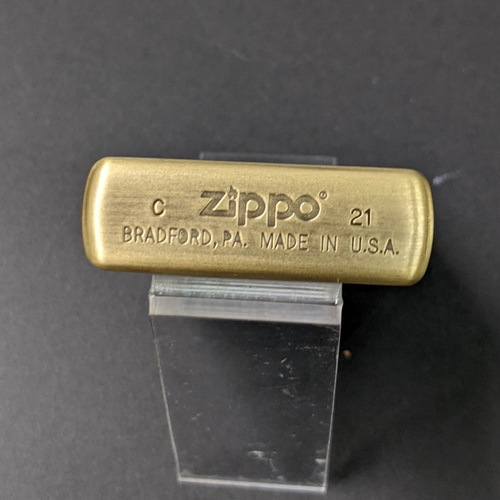 C Zippo® 21
BRADFORD, PA. MADE IN U.S.A.